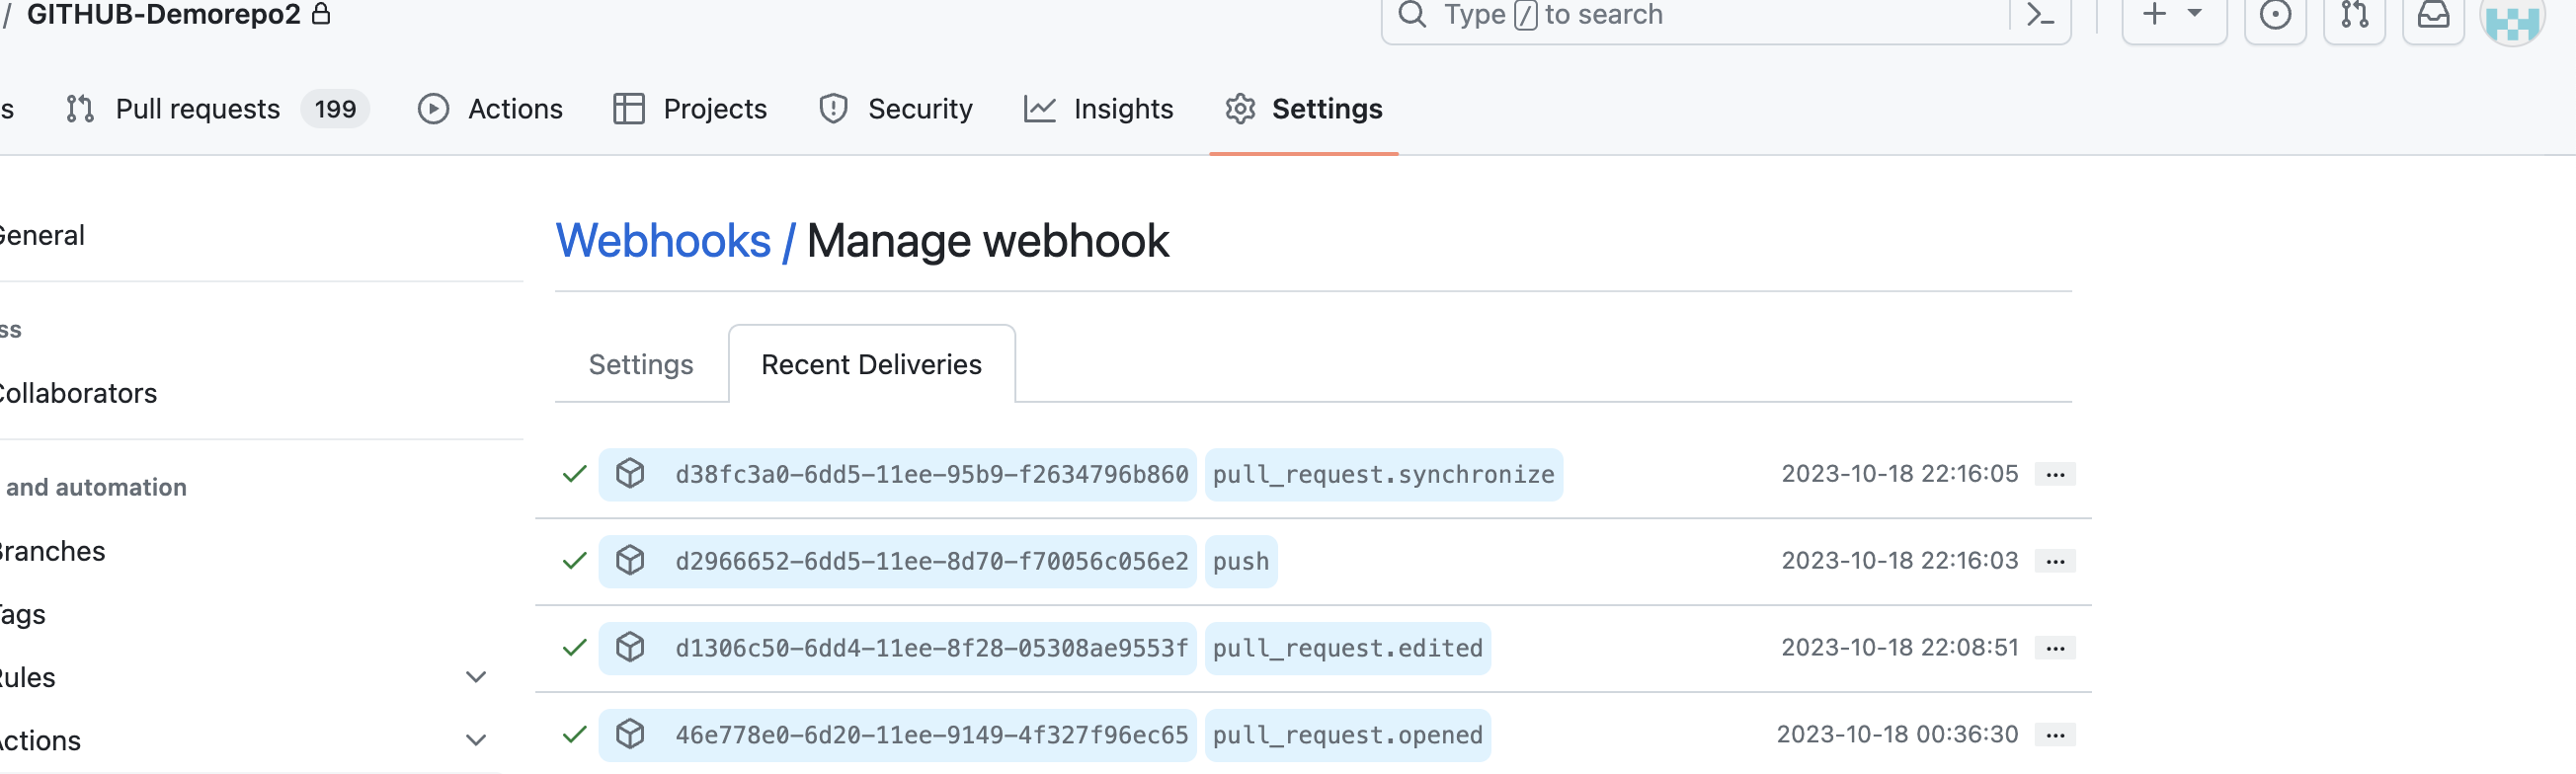 / GITHUB-Demorepo2 Type / to search
s Pull requests 199 Actions Projects Security Insights Settings
General
ss
Collaborators
and automation
Branches
Tags
Rules
Actions
Webhooks / Manage webhook
Settings Recent Deliveries
d38fc3a0-6dd5-11ee-95b9-f2634796b860 pull_request.synchronize 2023-10-18 22:16:05 ...
d2966652-6dd5-11ee-8d70-f70056c056e2 push 2023-10-18 22:16:03 ...
d1306c50-6dd4-11ee-8f28-05308ae9553f pull_request.edited 2023-10-18 22:08:51 ...
46e778e0-6d20-11ee-9149-4f327f96ec65 pull_request.opened 2023-10-18 00:36:30 ...